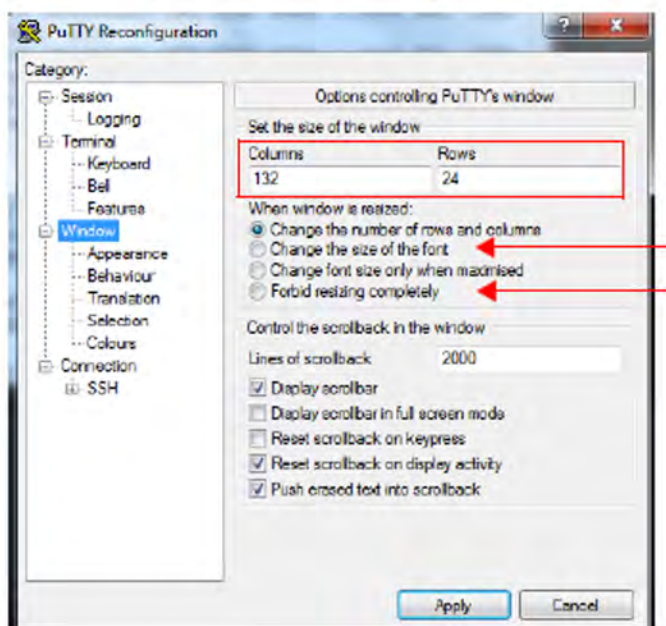 PuTTY Reconfiguration
Category:
Session
Logging
Terminal
Keyboard
Bell
Features
Window
Appearance
Behaviour
Translation
Selection
Colours
Connection
SSH
Options controlling PuTTY's window
Set the size of the window
Columns Rows
132 24
When window is resized:
Change the number of rows and columns
Change the size of the font
Change font size only when maximised
Forbid resizing completely
Control the scrollback in the window
Lines of scrollback 2000
Display scrollbar
Display scrollbar in full screen mode
Reset scrollback on keypress
Reset scrollback on display activity
Push erased text into scrollback
Apply Cancel